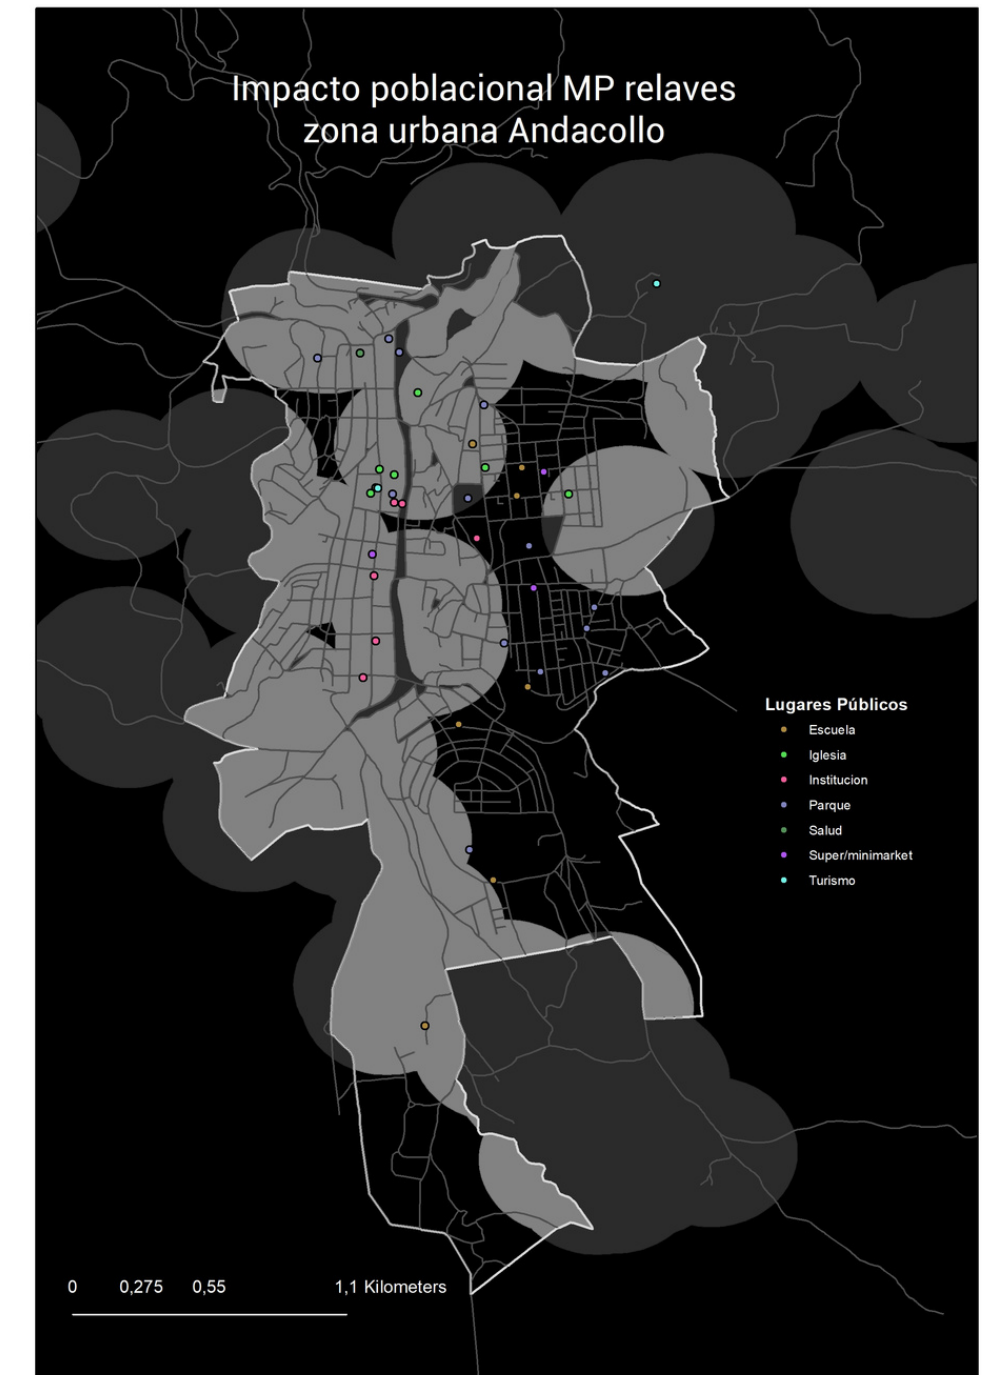 Impacto poblacional MP relaves
zona urbana Andacollo
Lugares Públicos
Escuela
Iglesia
Institucion
Parque
Salud
Super/minimarket
Turismo
0 0,275 0,55 1,1 Kilometers